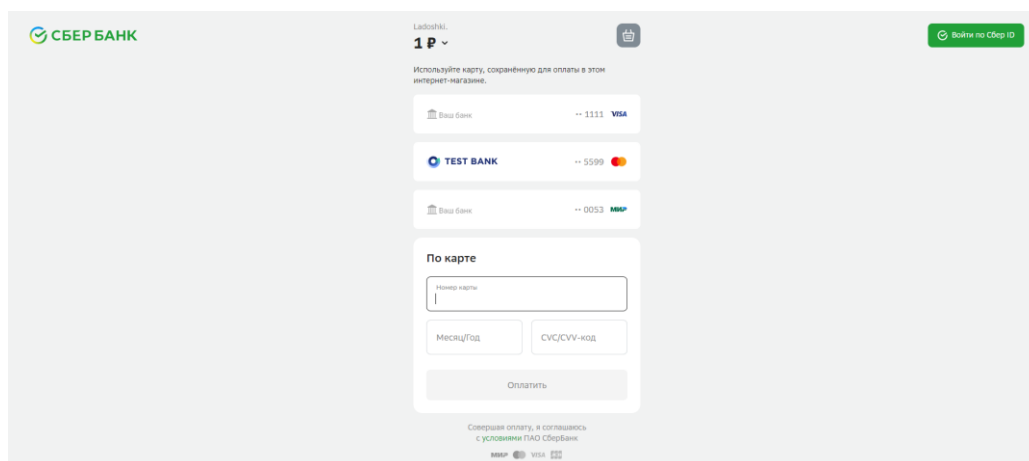 СБЕР БАНК
Ladoshki.
1 ₽
Войти по Сбер ID
Используйте карту, сохранённую для оплаты в этом
интернет-магазине.
Ваш банк
•• 1111 VISA
TEST BANK
•• 5599
Ваш банк
•• 0053 МИР
По карте
Номер карты
Месяц/Год
CVC/CVV-код
Оплатить
Совершая оплату, я соглашаюсь
с условиями ПАО СберБанк
МИР VISA JCB